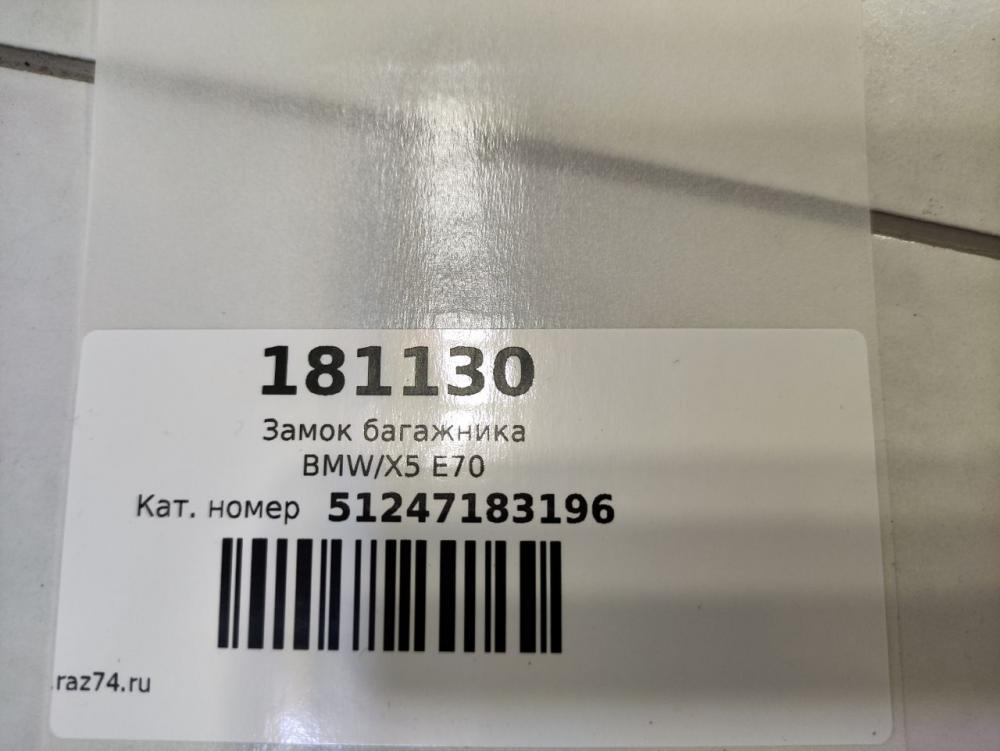 181130
Замок багажника
BMW/X5 E70
Кат. номер 51247183196
.raz74.ru